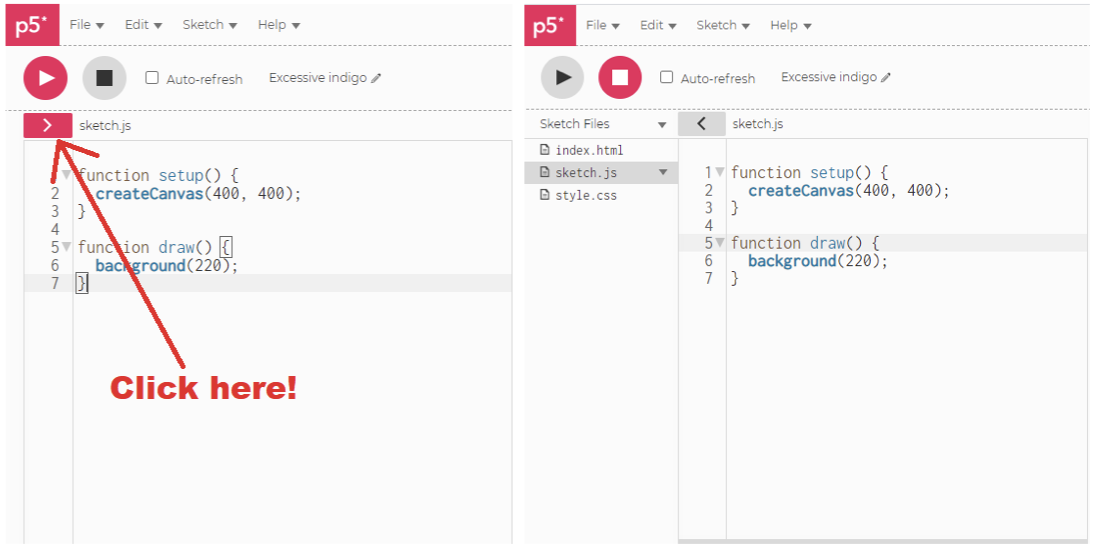 p5* File Edit Sketch Help
Auto-refresh Excessive indigo
sketch.js
1 function setup() {
2 createCanvas(400, 400);
3 }
4
5 function draw() {
6 background(220);
7 }
Click here!
p5* File Edit Sketch Help
Auto-refresh Excessive indigo
Sketch Files
index.html
sketch.js
style.css
sketch.js
1 function setup() {
2 createCanvas(400, 400);
3 }
4
5 function draw() {
6 background(220);
7 }